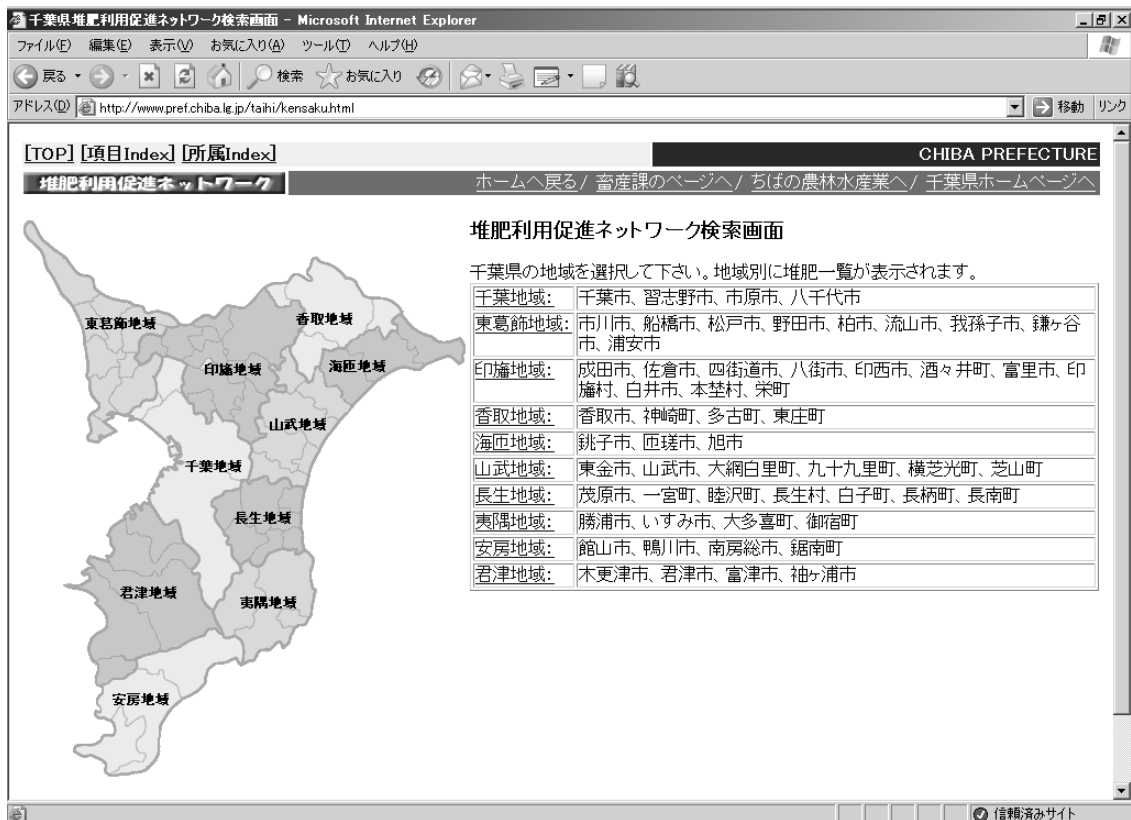 千葉県堆肥利用促進ネットワーク検索画面 - Microsoft Internet Explorer
ファイル(F) 編集(E) 表示(V) お気に入り(A) ツール(T) ヘルプ(H)
戻る 検索 お気に入り
アドレス(D) http://www.pref.chiba.lg.jp/taihi/kensaku.html 移動 リンク
[TOP] [項目Index] [所属Index] CHIBA PREFECTURE
堆肥利用促進ネットワーク ホームへ戻る/ 畜産課のページへ/ ちばの農林水産業へ/ 千葉県ホームページへ
堆肥利用促進ネットワーク検索画面
千葉県の地域を選択して下さい。地域別に堆肥一覧が表示されます。
千葉地域: 千葉市、習志野市、市原市、八千代市
東葛飾地域: 市川市、船橋市、松戸市、野田市、柏市、流山市、我孫子市、鎌ヶ谷
市、浦安市
印旛地域: 成田市、佐倉市、四街道市、八街市、印西市、酒々井町、富里市、印
旛村、白井市、本埜村、栄町
香取地域: 香取市、神崎町、多古町、東庄町
海匝地域: 銚子市、匝瑳市、旭市
山武地域: 東金市、山武市、大網白里町、九十九里町、横芝光町、芝山町
長生地域: 茂原市、一宮町、睦沢町、長生村、白子町、長柄町、長南町
夷隅地域: 勝浦市、いすみ市、大多喜町、御宿町
安房地域: 館山市、鴨川市、南房総市、鋸南町
君津地域: 木更津市、君津市、富津市、袖ヶ浦市
東葛飾地域
香取地域
印旛地域
海匝地域
山武地域
千葉地域
長生地域
君津地域
夷隅地域
安房地域
信頼済みサイト